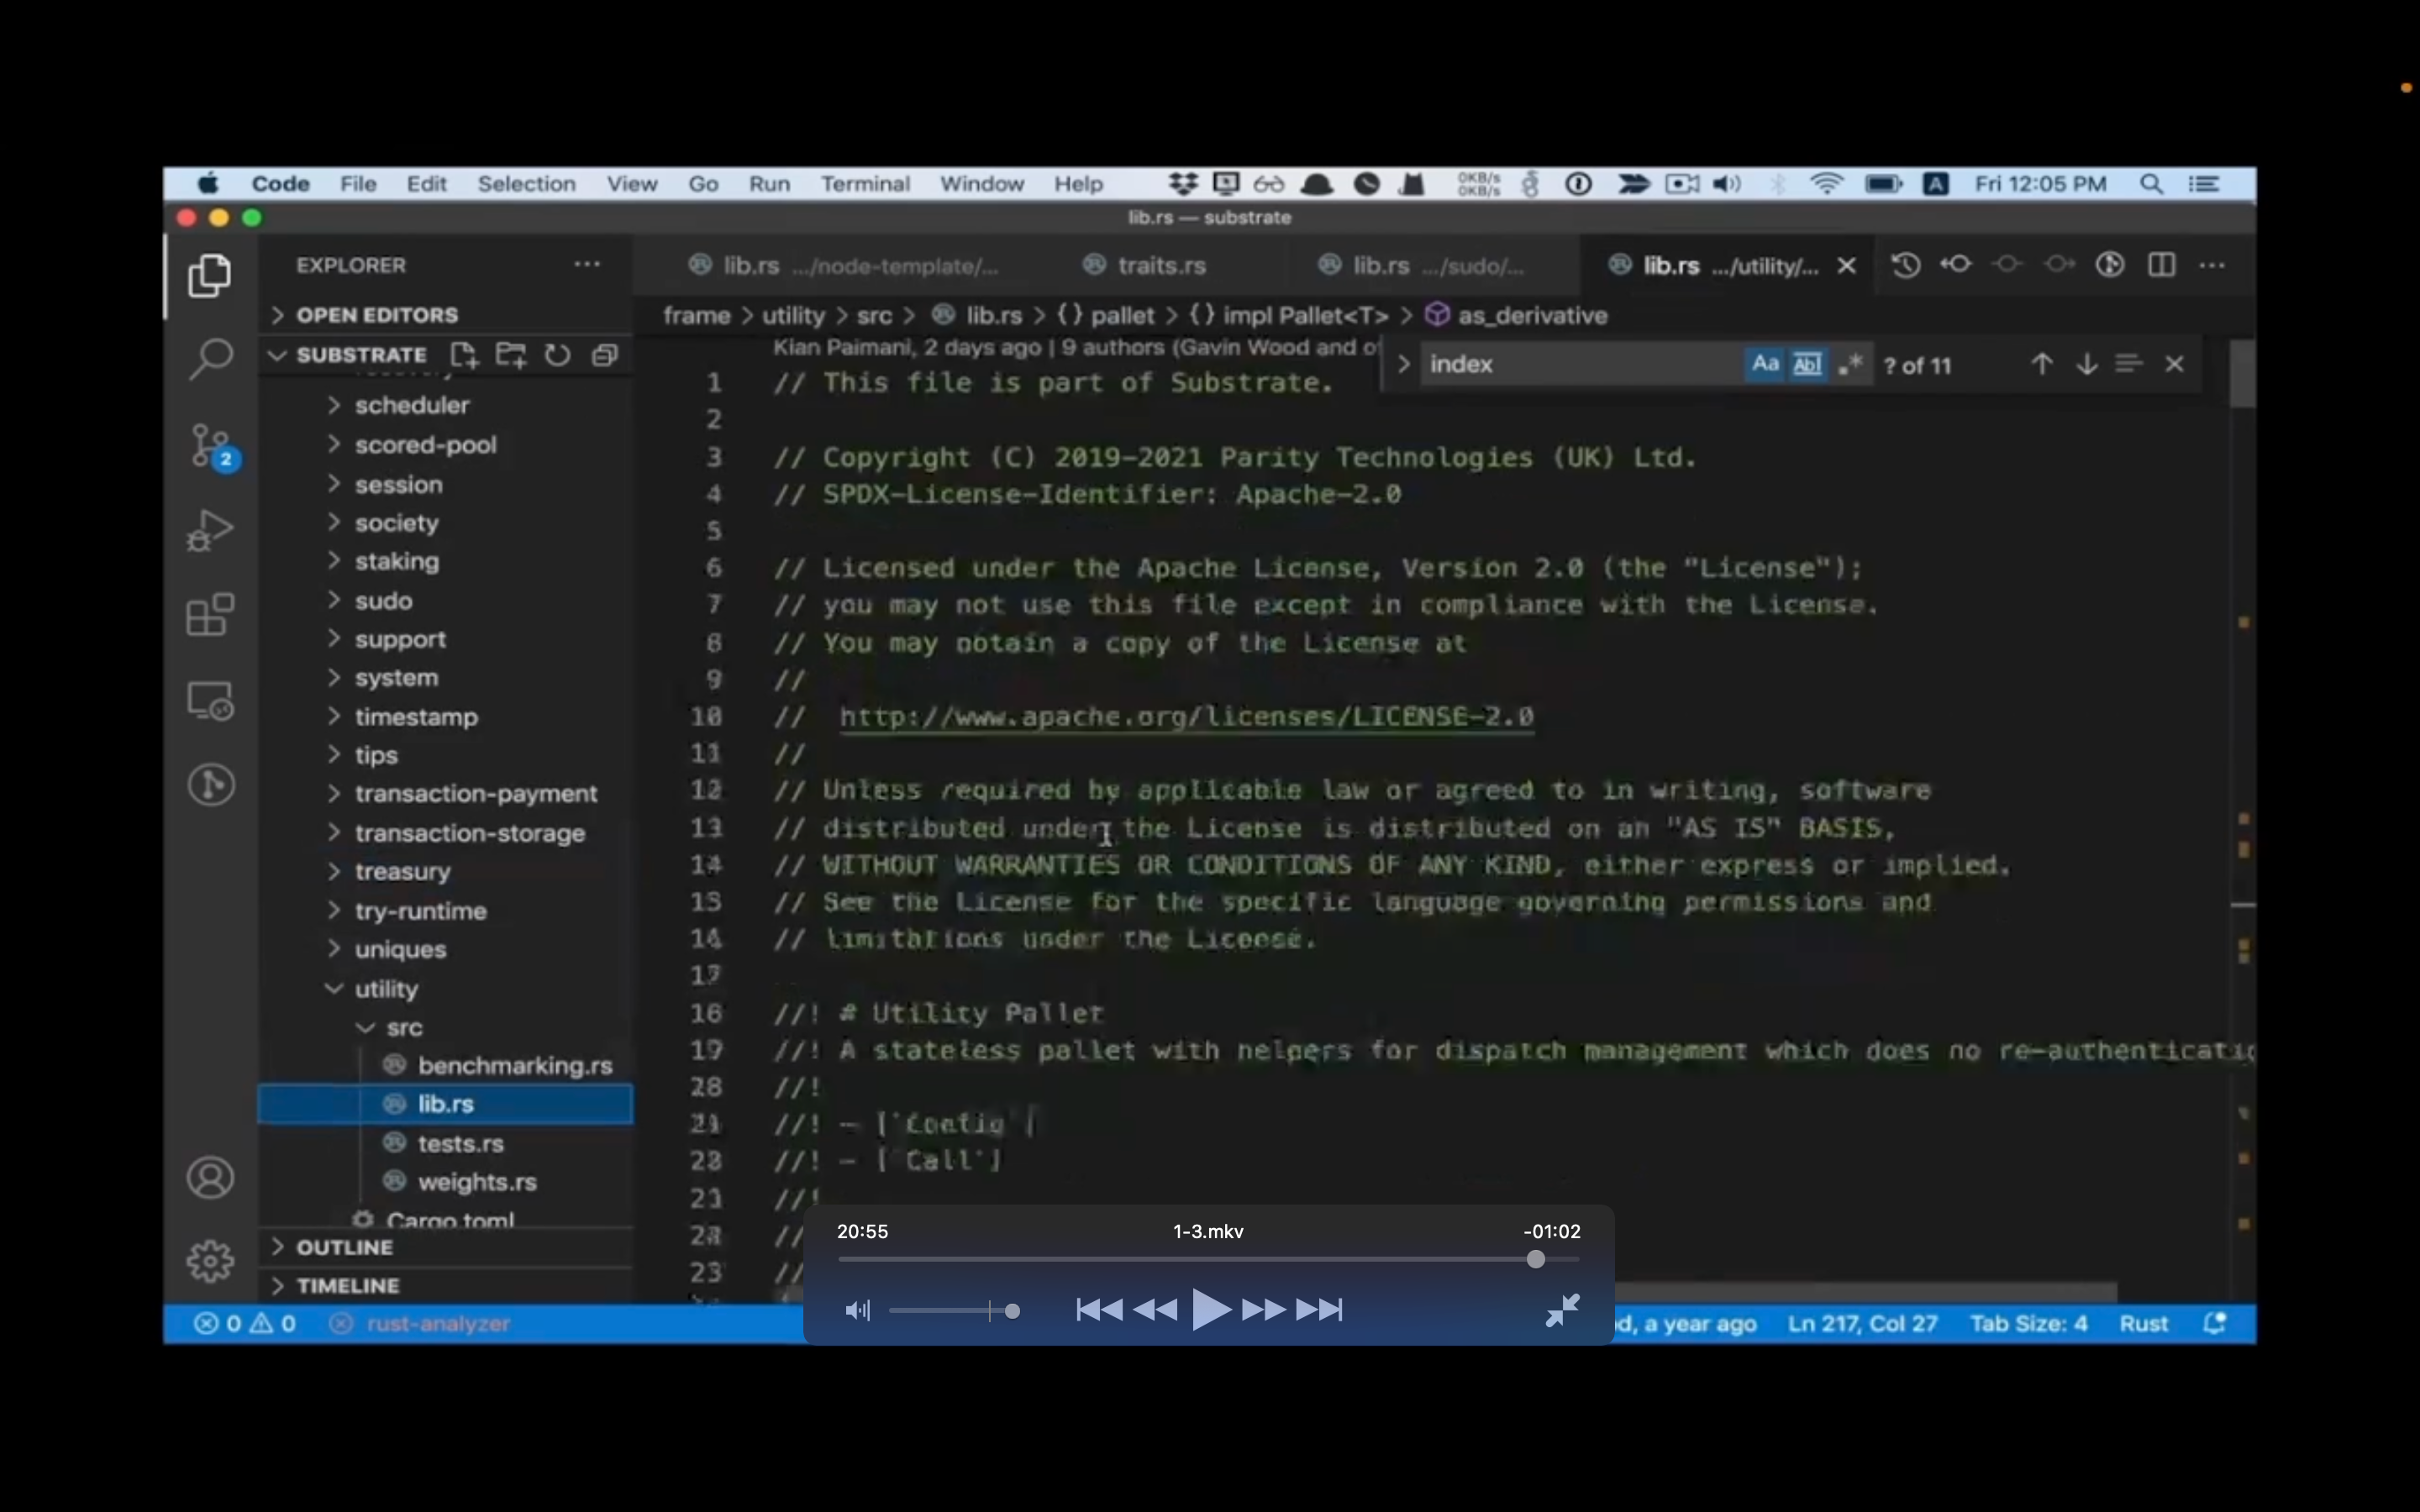 Code File Edit Selection View Go Run Terminal Window Help 0KB/s 0KB/s A Fri 12:05 PM
lib.rs — substrate
EXPLORER ···
OPEN EDITORS
SUBSTRATE
scheduler
scored-pool
session
society
staking
sudo
support
system
timestamp
tips
transaction-payment
transaction-storage
treasury
try-runtime
uniques
utility
src
benchmarking.rs
lib.rs
tests.rs
weights.rs
Cargo.toml
OUTLINE
TIMELINE
2
lib.rs .../node-template/... traits.rs lib.rs .../sudo/... lib.rs .../utility/...
frame > utility > src > lib.rs > {} pallet > {} impl Pallet<T> > as_derivative
Kian Paimani, 2 days ago | 9 authors (Gavin Wood and
index Aa Abl .* ? of 11
1 // This file is part of Substrate.
2
3 // Copyright (C) 2019-2021 Parity Technologies (UK) Ltd.
4 // SPDX-License-Identifier: Apache-2.0
5
6 // Licensed under the Apache License, Version 2.0 (the "License");
7 // you may not use this file except in compliance with the License.
8 // You may obtain a copy of the License at
9 //
10 // http://www.apache.org/licenses/LICENSE-2.0
11 //
12 // Unless required by applicable law or agreed to in writing, software
13 // distributed under the License is distributed on an "AS IS" BASIS,
14 // WITHOUT WARRANTIES OR CONDITIONS OF ANY KIND, either express or implied.
15 // See the License for the specific language governing permissions and
// limitations under the License.
17
//! # Utility Pallet
19 //! A stateless pallet with helpers for dispatch management which does no
//!
//! - [`Config`]
//! - [`Call`]
//!
//
23 //
20:55 1-3.mkv -01:02
0 0 rust-analyzer
a year ago Ln 217, Col 27 Tab Size: 4 Rust